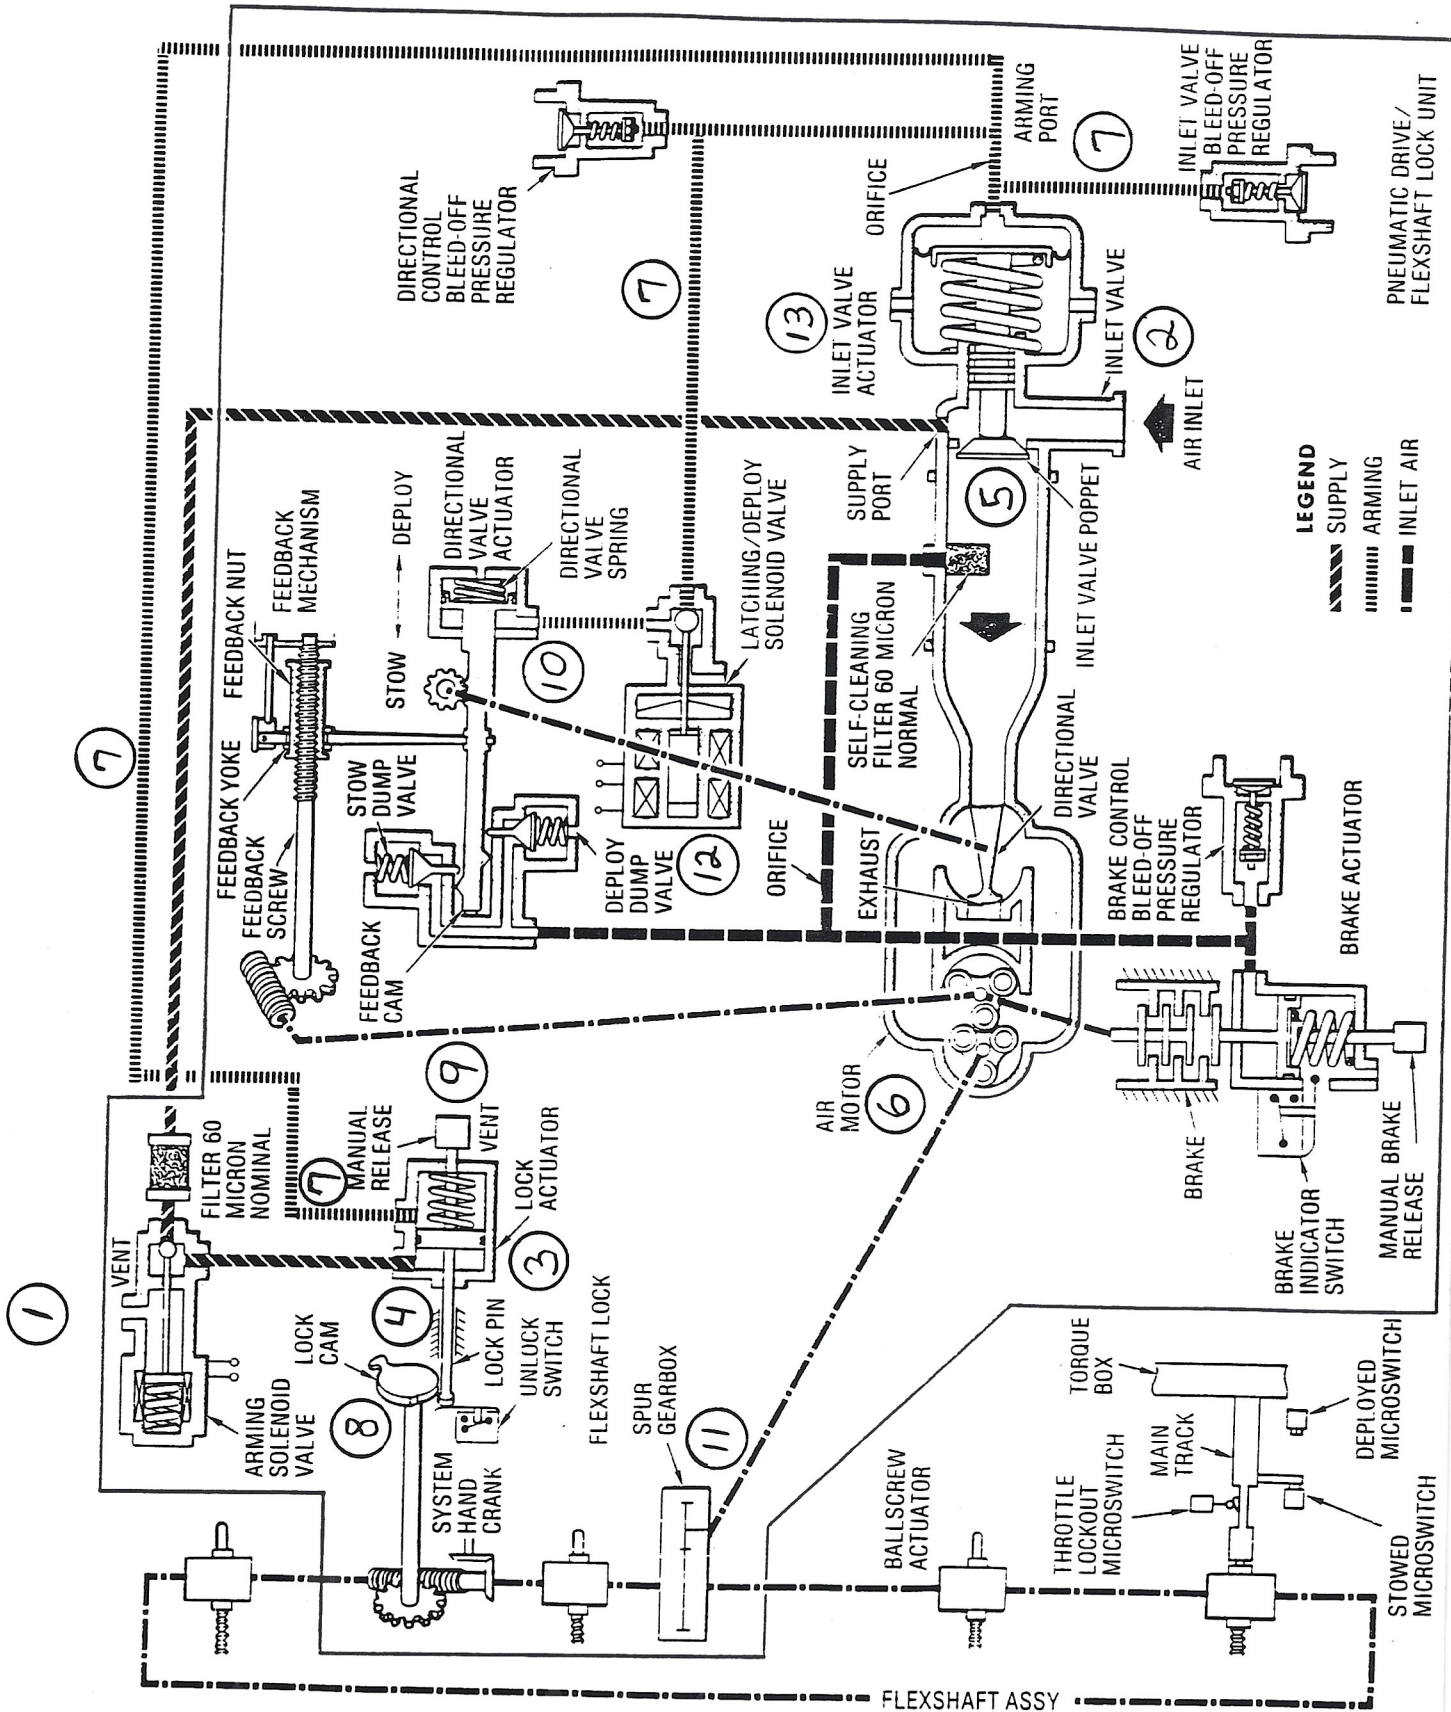 1
7
VENT
ARMING
SOLENOID
VALVE
FILTER 60
MICRON
NOMINAL
LOCK
CAM
8
4
7
MANUAL
RELEASE
9
VENT
LOCK PIN
UNLOCK
SWITCH
3
LOCK
ACTUATOR
SYSTEM
HAND
CRANK
FLEXSHAFT LOCK
SPUR
GEARBOX
11
FEEDBACK YOKE
FEEDBACK
SCREW
FEEDBACK NUT
FEEDBACK
MECHANISM
STOW
DEPLOY
STOW
DUMP
VALVE
FEEDBACK
CAM
DIRECTIONAL
VALVE
ACTUATOR
DIRECTIONAL
VALVE
SPRING
10
DEPLOY
DUMP
VALVE
12
LATCHING/DEPLOY
SOLENOID VALVE
DIRECTIONAL
CONTROL
BLEED-OFF
PRESSURE
REGULATOR
7
ORIFICE
SELF-CLEANING
FILTER 60 MICRON
NORMAL
SUPPLY
PORT
13
INLET VALVE
ACTUATOR
ORIFICE
ARMING
PORT
7
AIR
MOTOR
6
EXHAUST
DIRECTIONAL
VALVE
5
INLET VALVE POPPET
INLET VALVE
2
AIR INLET
INLET VALVE
BLEED-OFF
PRESSURE
REGULATOR
BRAKE CONTROL
BLEED-OFF
PRESSURE
REGULATOR
BRAKE
BRAKE ACTUATOR
BRAKE
INDICATOR
SWITCH
MANUAL BRAKE
RELEASE
BALLSCREW
ACTUATOR
THROTTLE
LOCKOUT
MICROSWITCH
TORQUE
BOX
MAIN
TRACK
STOWED
MICROSWITCH
DEPLOYED
MICROSWITCH
FLEXSHAFT ASSY
LEGEND
SUPPLY
ARMING
INLET AIR
PNEUMATIC DRIVE/
FLEXSHAFT LOCK UNIT